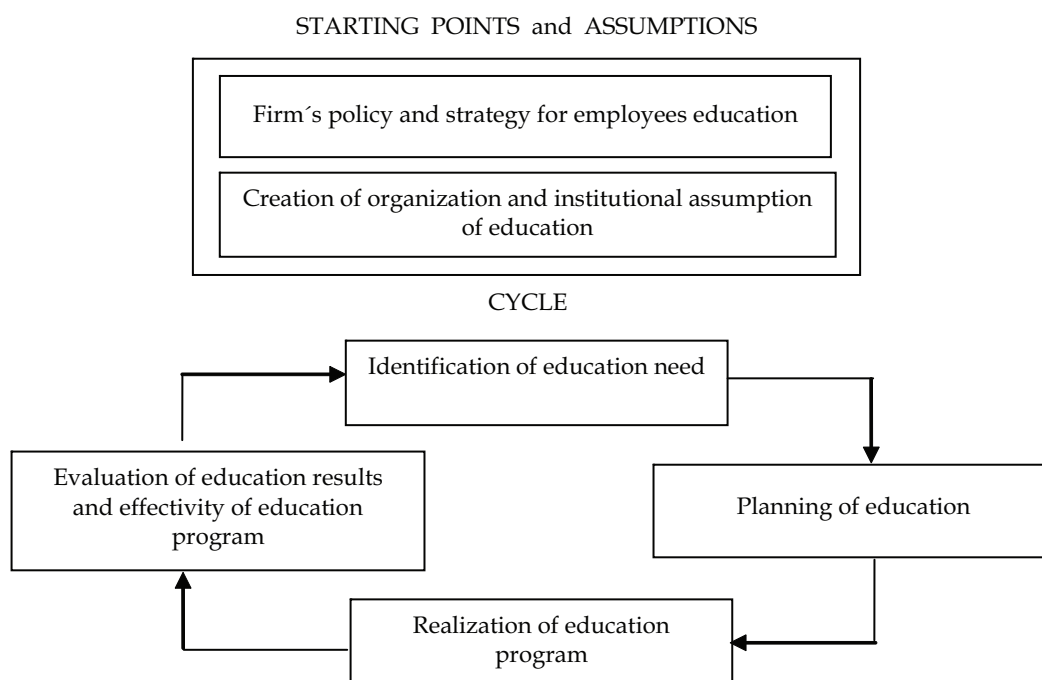 STARTING POINTS and ASSUMPTIONS
Firm´s policy and strategy for employees education
Creation of organization and institutional assumption
of education
CYCLE
Identification of education need
Evaluation of education results
and effectivity of education
program
Planning of education
Realization of education
program